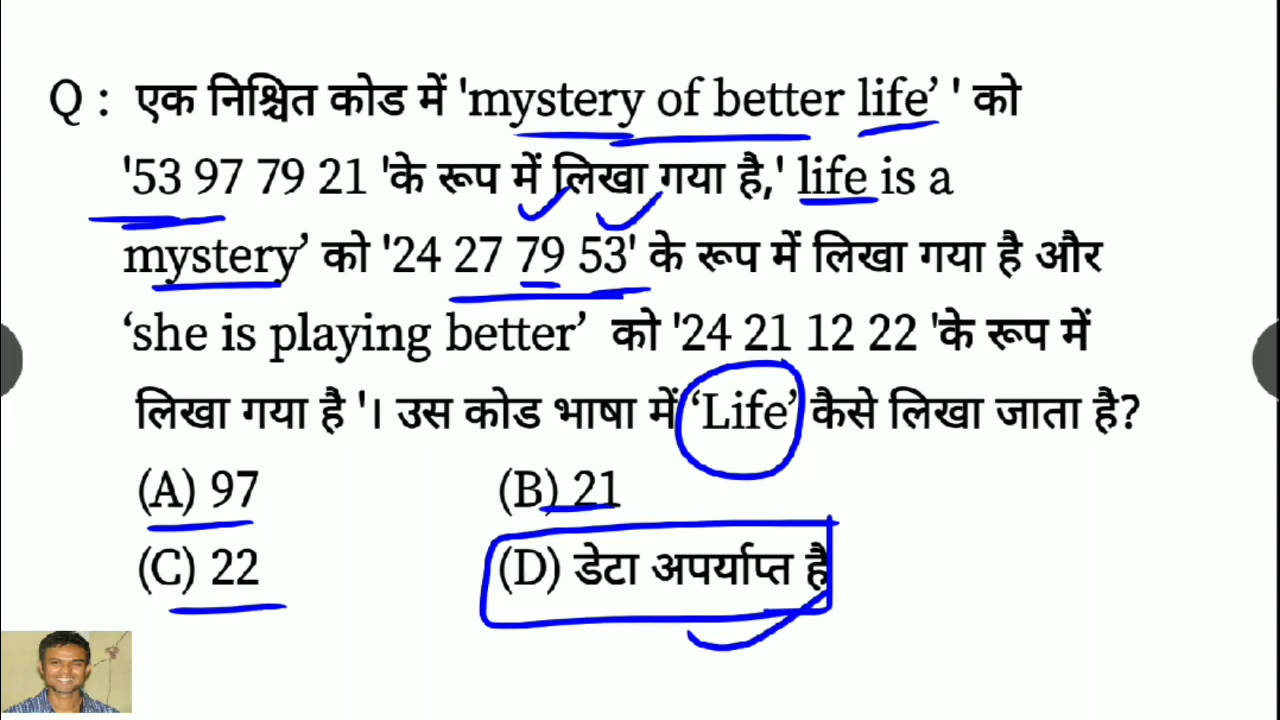 Q : एक निश्चित कोड में 'mystery of better life’ ' को
'53 97 79 21 'के रूप में लिखा गया है,' life is a
mystery’ को '24 27 79 53' के रूप में लिखा गया है और
‘she is playing better’ को '24 21 12 22 'के रूप में
लिखा गया है '। उस कोड भाषा में ‘Life’ कैसे लिखा जाता है?
(A) 97 (B) 21
(C) 22 (D) डेटा अपर्याप्त है